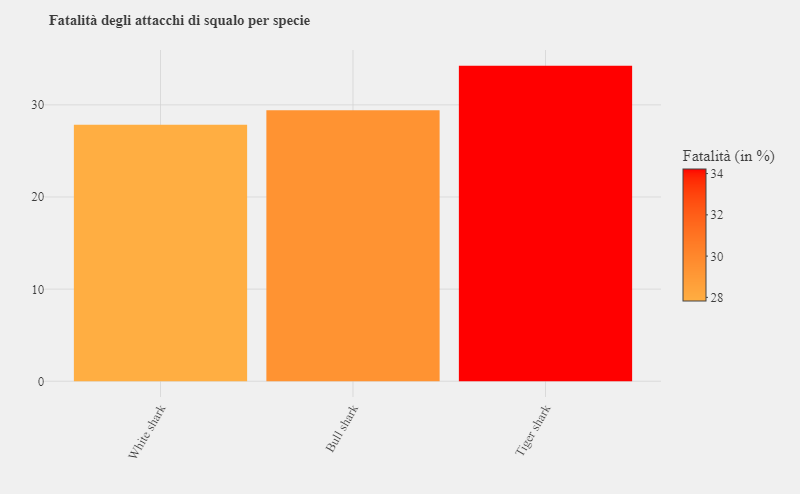 Fatalità degli attacchi di squalo per specie
30
20
10
0
White shark
Bull shark
Tiger shark
Fatalità (in %)
34
32
30
28